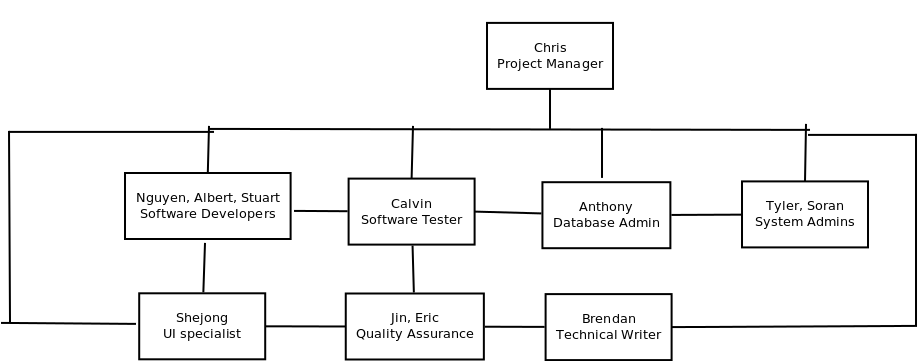 Chris
Project Manager
Nguyen, Albert, Stuart
Software Developers
Calvin
Software Tester
Anthony
Database Admin
Tyler, Soran
System Admins
Shejong
UI specialist
Jin, Eric
Quality Assurance
Brendan
Technical Writer